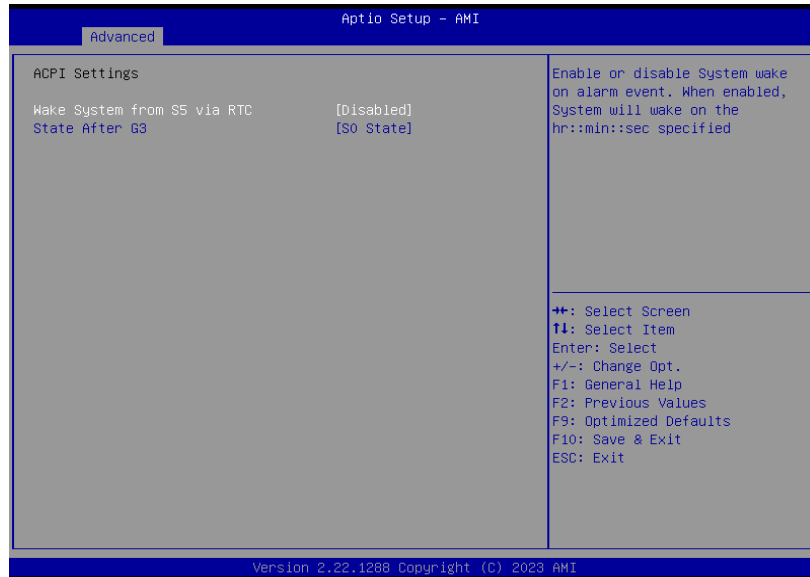 Aptio Setup – AMI
Advanced
ACPI Settings
Wake System from S5 via RTC [Disabled]
State After G3 [S0 State]
Enable or disable System wake
on alarm event. When enabled,
System will wake on the
hr::min::sec specified
→←: Select Screen
↑↓: Select Item
Enter: Select
+/-: Change Opt.
F1: General Help
F2: Previous Values
F9: Optimized Defaults
F10: Save & Exit
ESC: Exit
Version 2.22.1288 Copyright (C) 2023 AMI